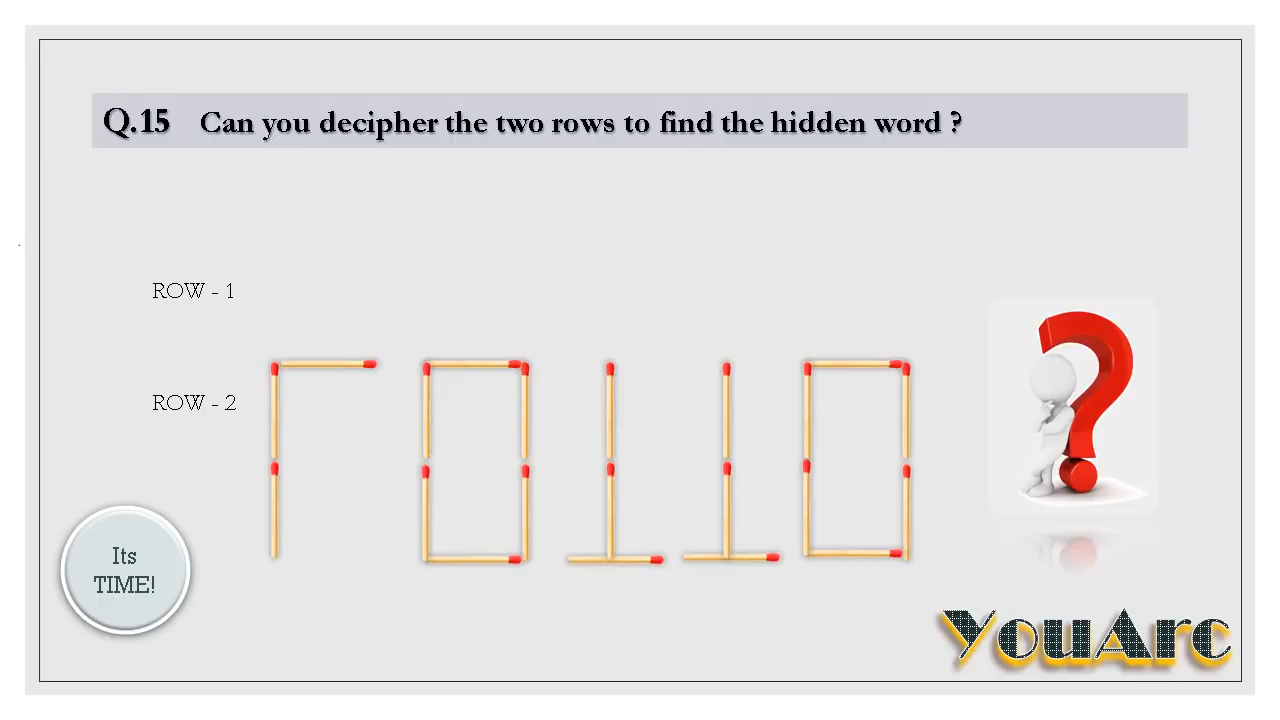 Q.15 Can you decipher the two rows to find the hidden word ?
ROW - 1
ROW - 2
Its
TIME!
YouArc